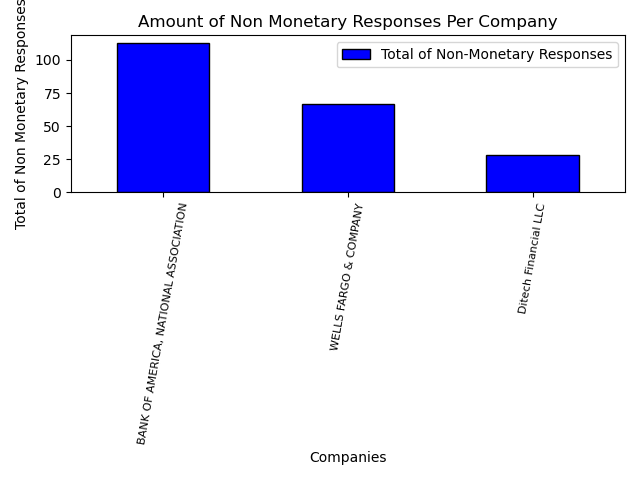 Amount of Non Monetary Responses Per Company
Total of Non Monetary Responses
100
75
50
25
0
Total of Non-Monetary Responses
BANK OF AMERICA, NATIONAL ASSOCIATION
WELLS FARGO & COMPANY
Ditech Financial LLC
Companies